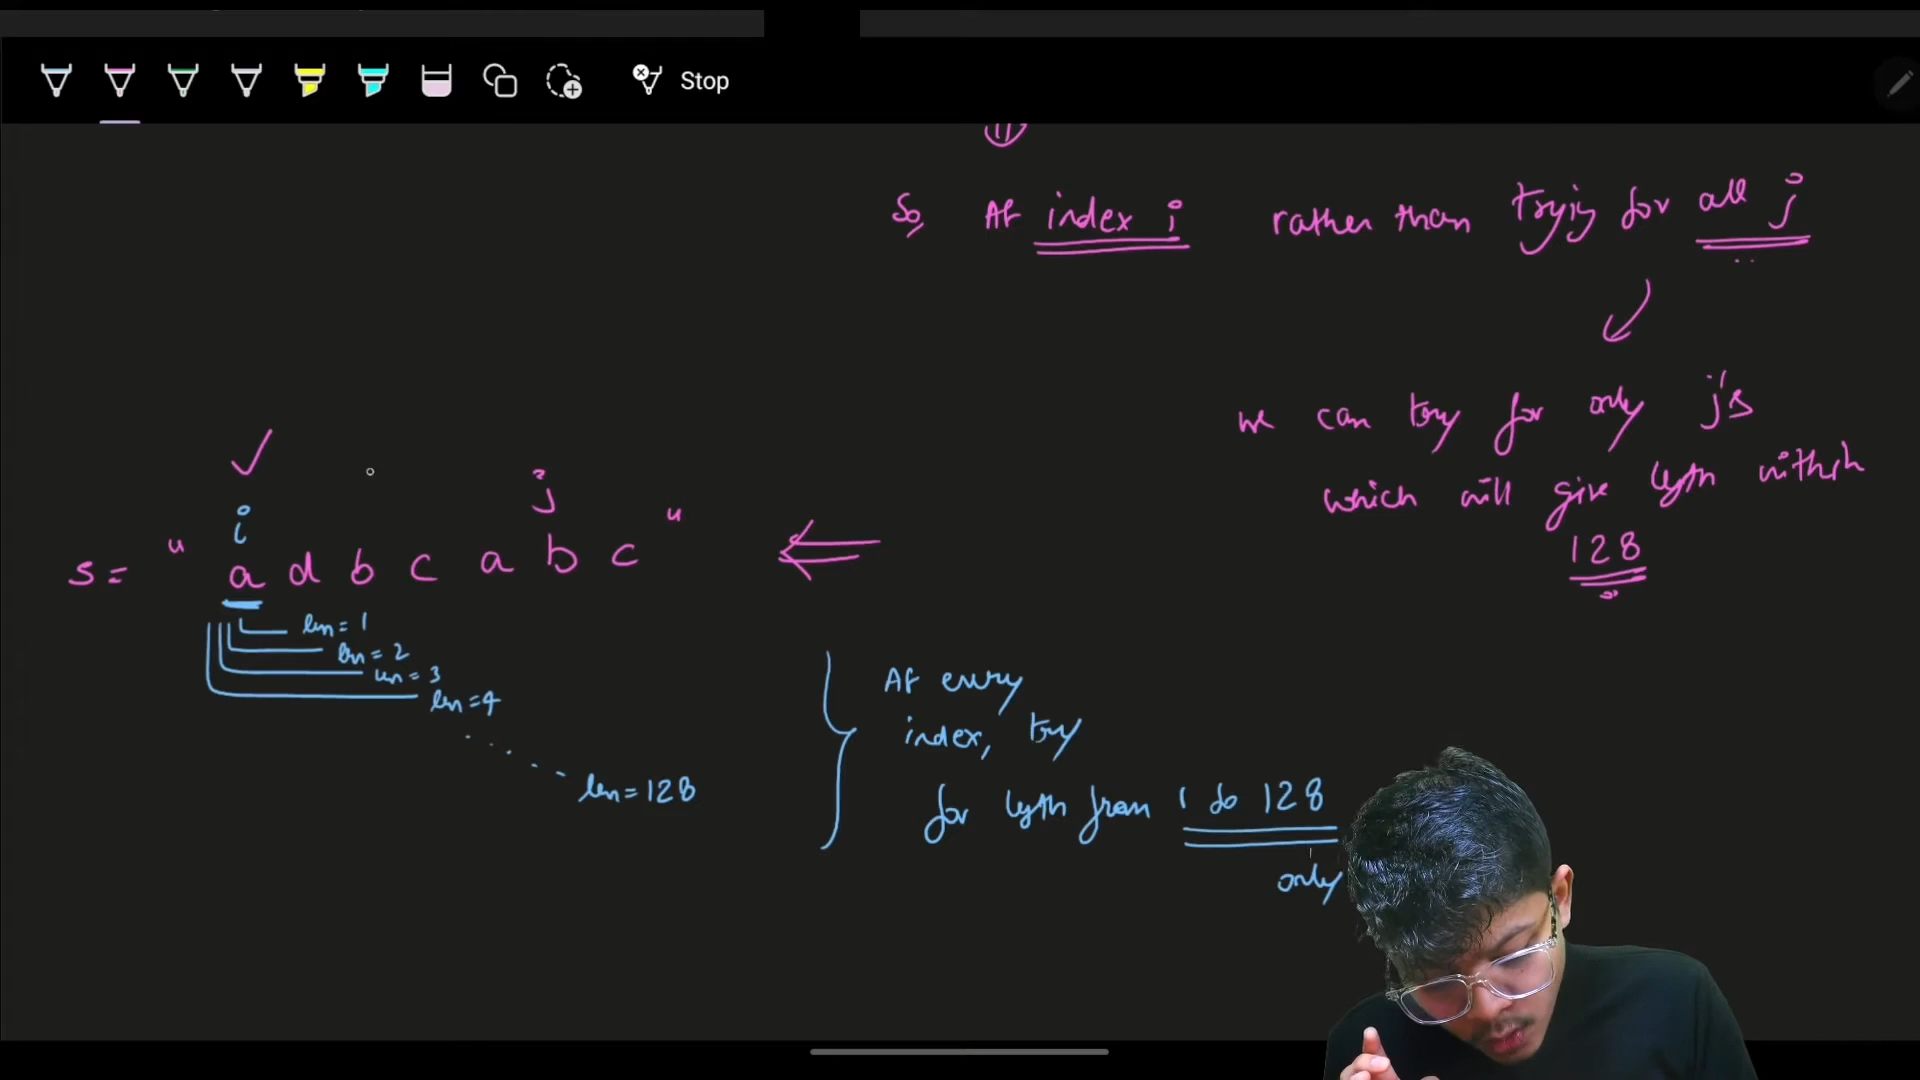 Stop
So, At index i rather than trying for all j
we can try for only j's
which will give length within
128
i
j
s = " a d b c a b c "
len = 1
len = 2
len = 3
len = 4
len = 128
At every
index, try
for length from 1 to 128
only